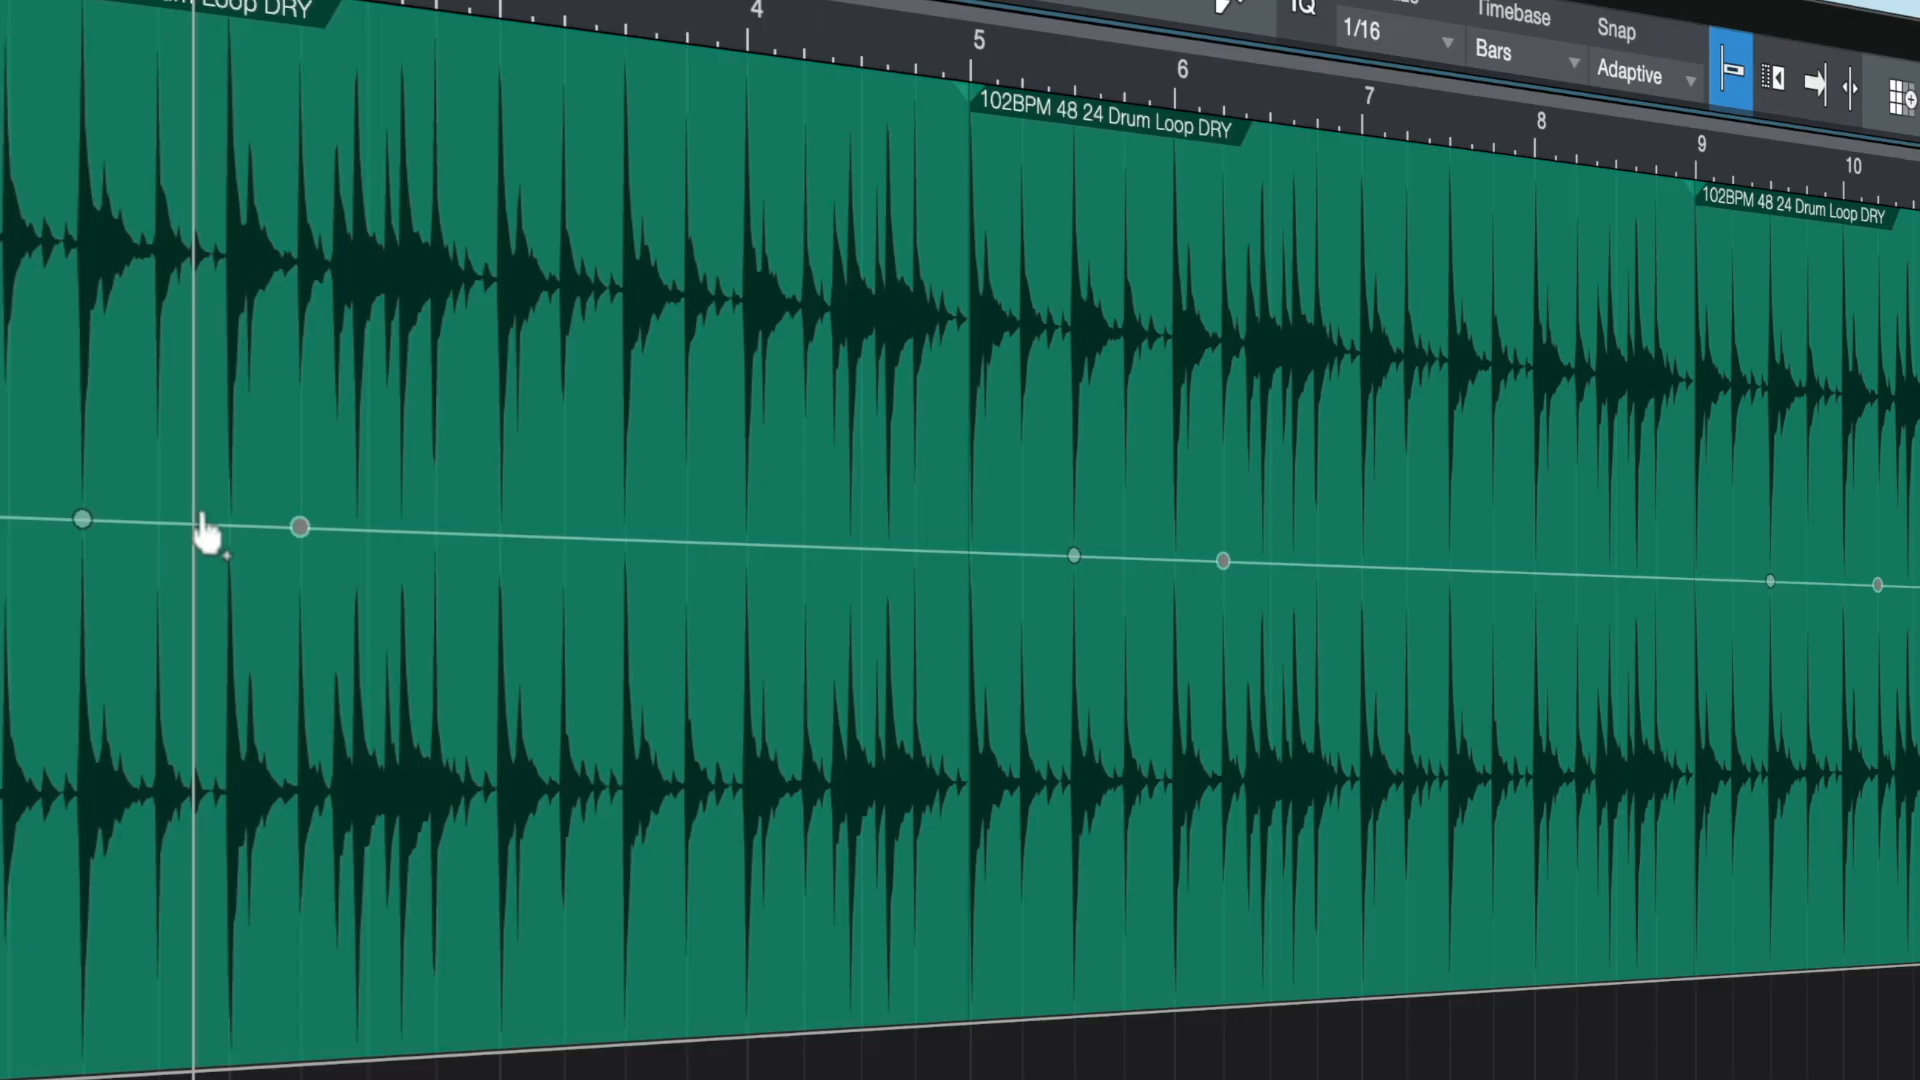 Loop DRY
4
5
6
7
8
9
10
IQ
1/16
Timebase
Bars
Snap
Adaptive
102BPM 48 24 Drum Loop DRY
102BPM 48 24 Drum Loop DRY